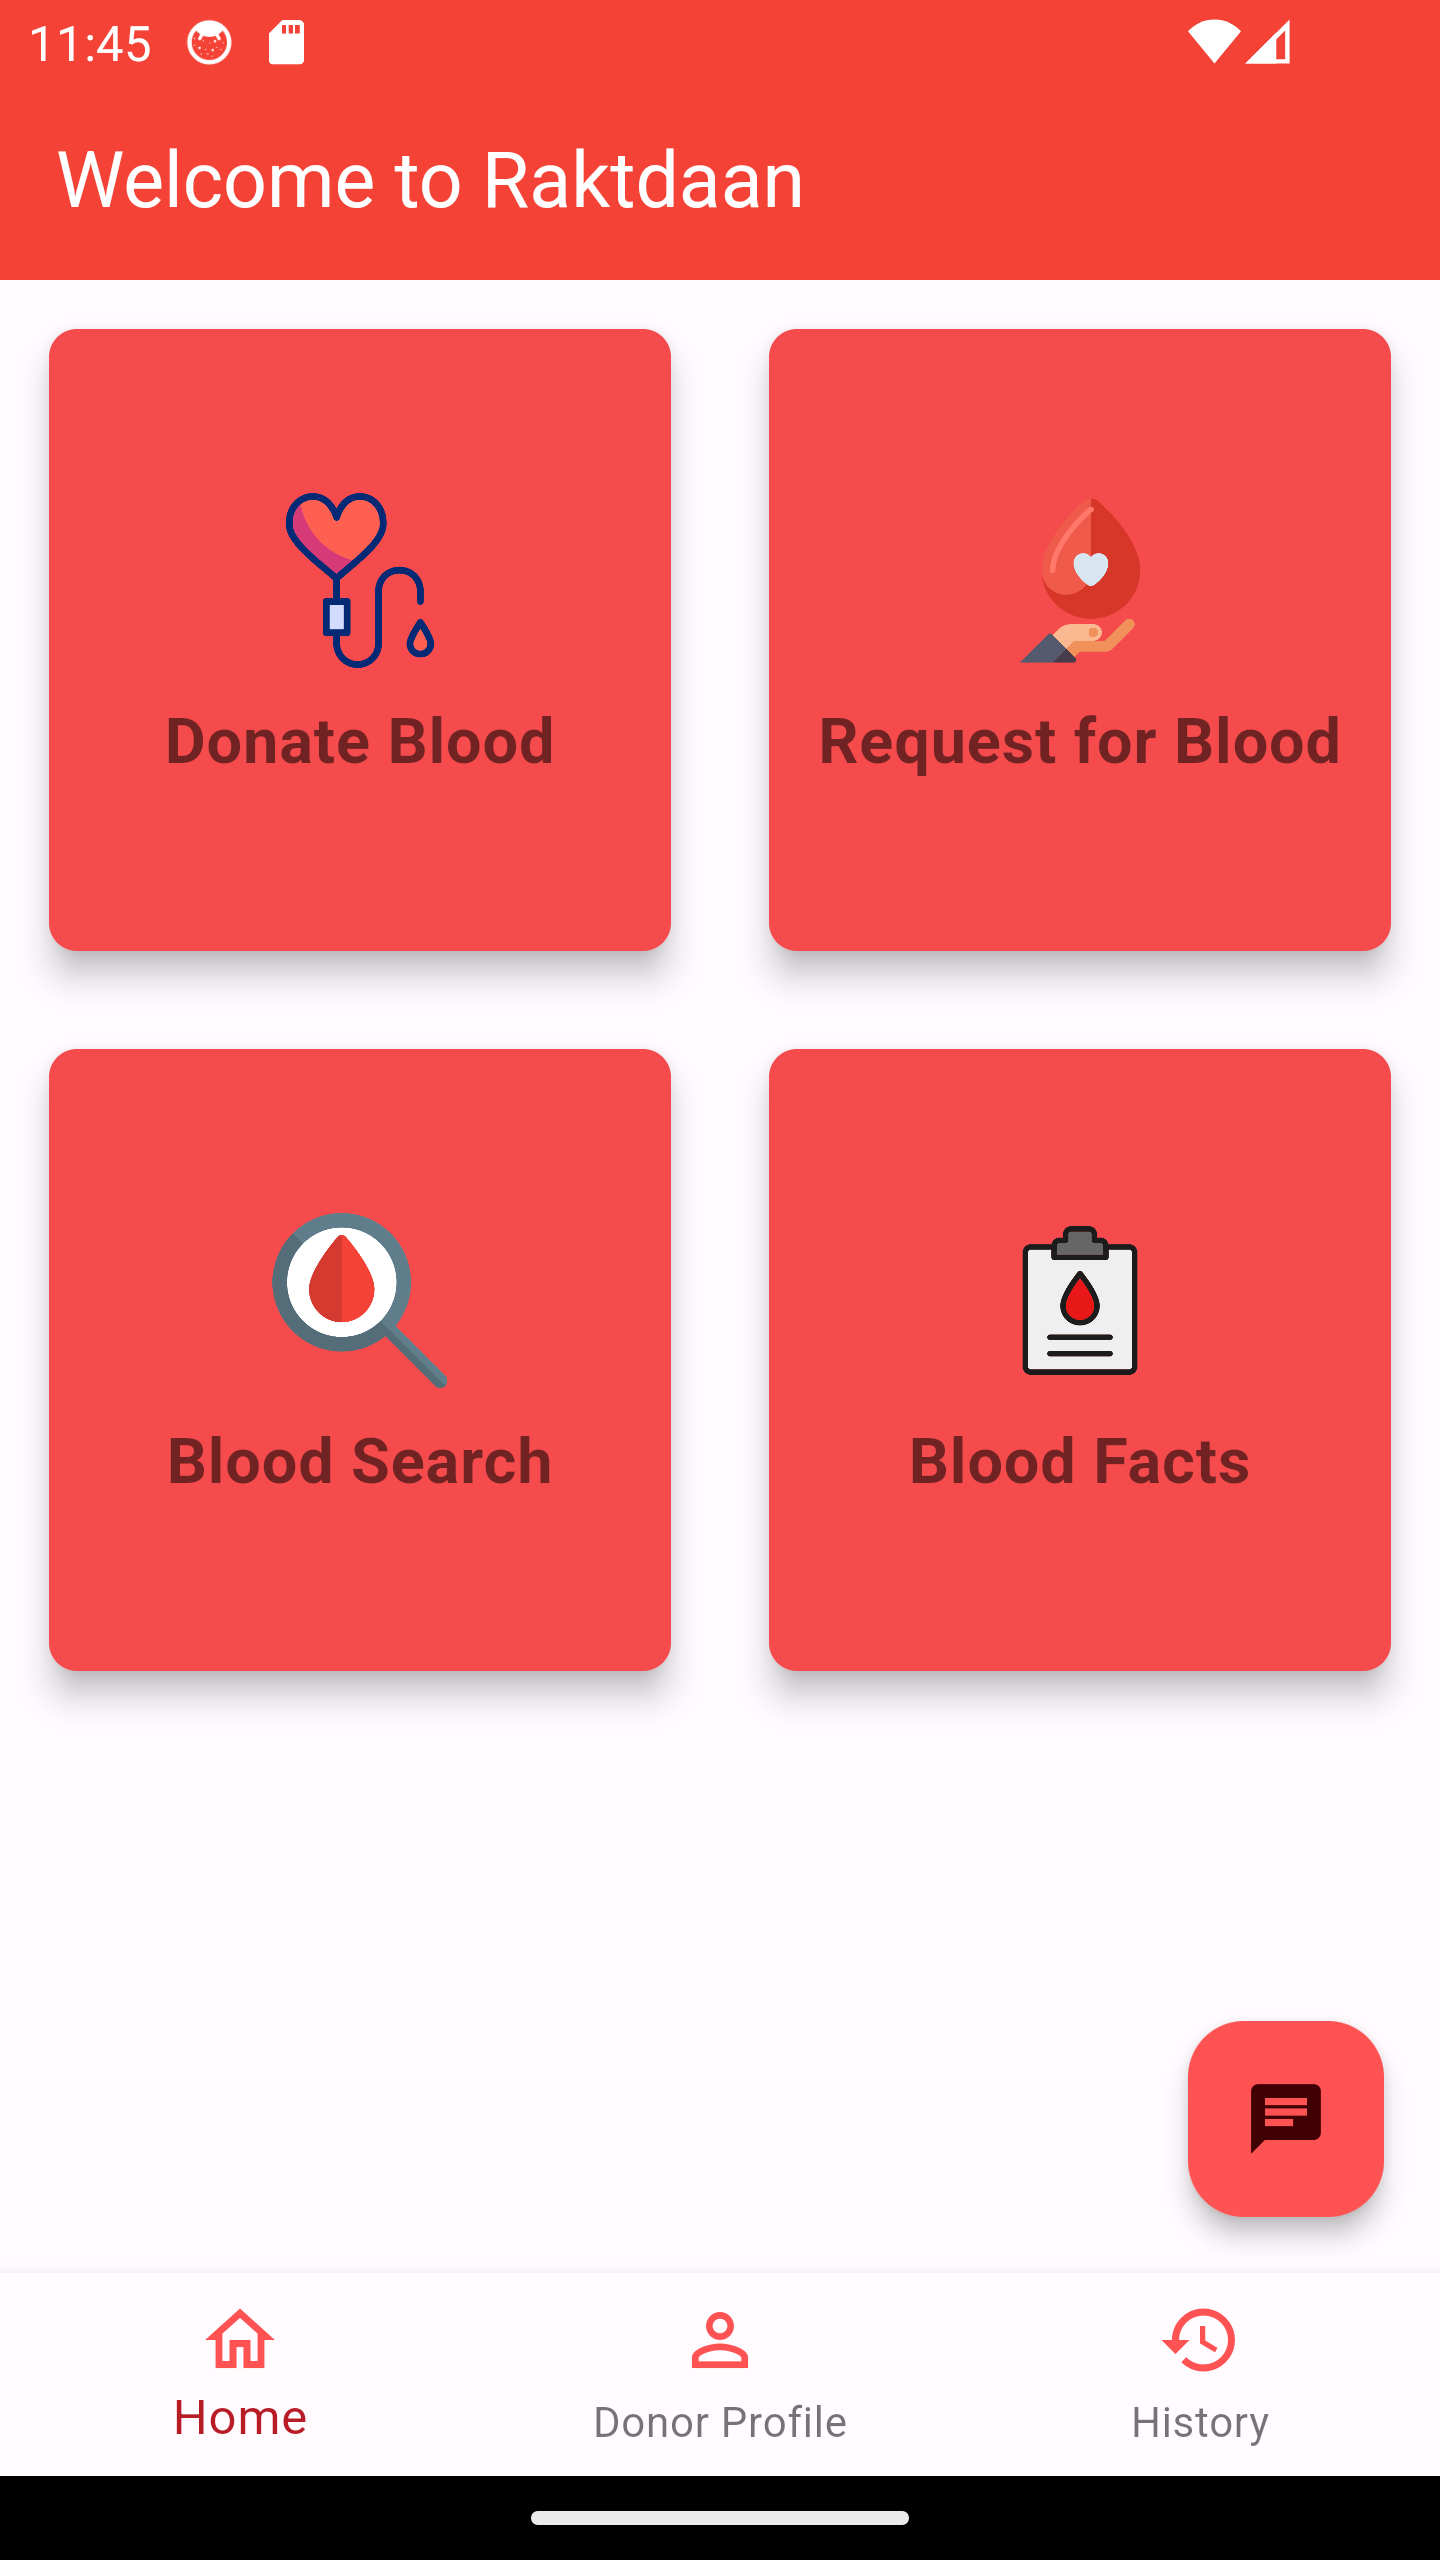 11:45
Welcome to Raktdaan
Donate Blood
Request for Blood
Blood Search
Blood Facts
Home
Donor Profile
History